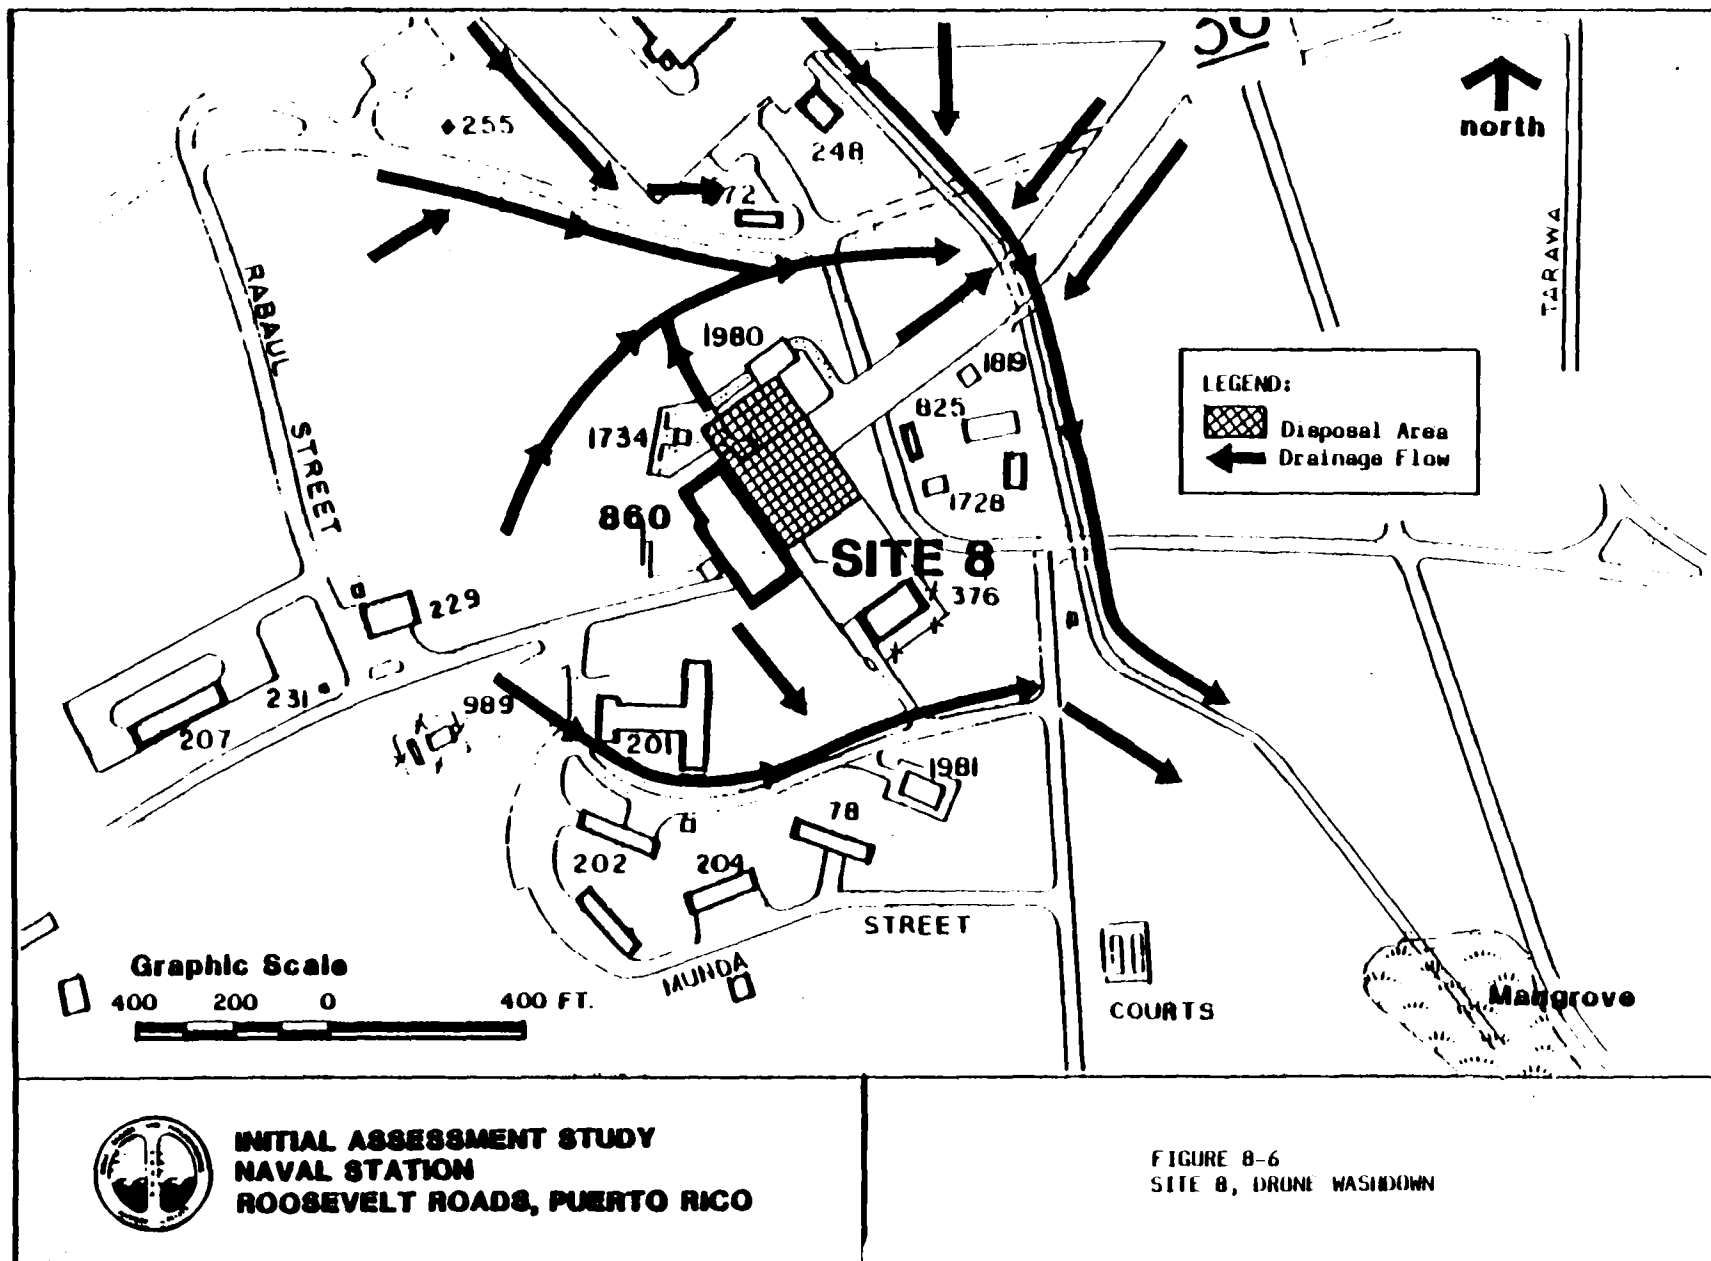 30
north
255
248
72
TARAWA
RABAUL
STREET
1980
1819
LEGEND:
Disposal Area
Drainage Flow
825
1734
1728
860
SITE 8
376
229
231
989
207
201
1981
78
202
204
STREET
MUNDA
COURTS
Mangrove
Graphic Scale
400 200 0 400 FT.
INITIAL ASSESSMENT STUDY
NAVAL STATION
ROOSEVELT ROADS, PUERTO RICO
FIGURE 8-6
SITE 8, DRONE WASHDOWN